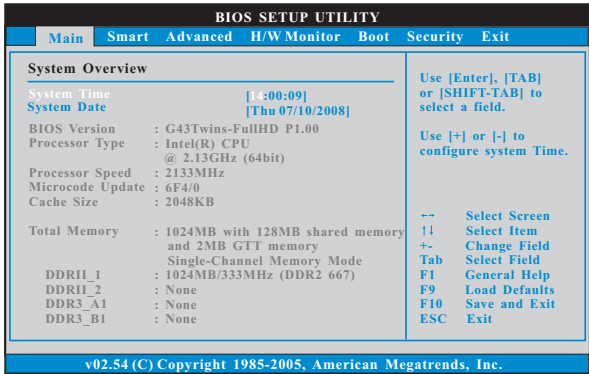 BIOS SETUP UTILITY
Main Smart Advanced H/W Monitor Boot Security Exit
System Overview
System Time [14:00:09]
System Date [Thu 07/10/2008]
BIOS Version : G43Twins-FullHD P1.00
Processor Type : Intel(R) CPU
@ 2.13GHz (64bit)
Processor Speed : 2133MHz
Microcode Update : 6F4/0
Cache Size : 2048KB
Total Memory : 1024MB with 128MB shared memory
and 2MB GTT memory
Single-Channel Memory Mode
DDRII_1 : 1024MB/333MHz (DDR2 667)
DDRII_2 : None
DDR3_A1 : None
DDR3_B1 : None
Use [Enter], [TAB]
or [SHIFT-TAB] to
select a field.
Use [+] or [-] to
configure system Time.
←→ Select Screen
↑↓ Select Item
+- Change Field
Tab Select Field
F1 General Help
F9 Load Defaults
F10 Save and Exit
ESC Exit
v02.54 (C) Copyright 1985-2005, American Megatrends, Inc.